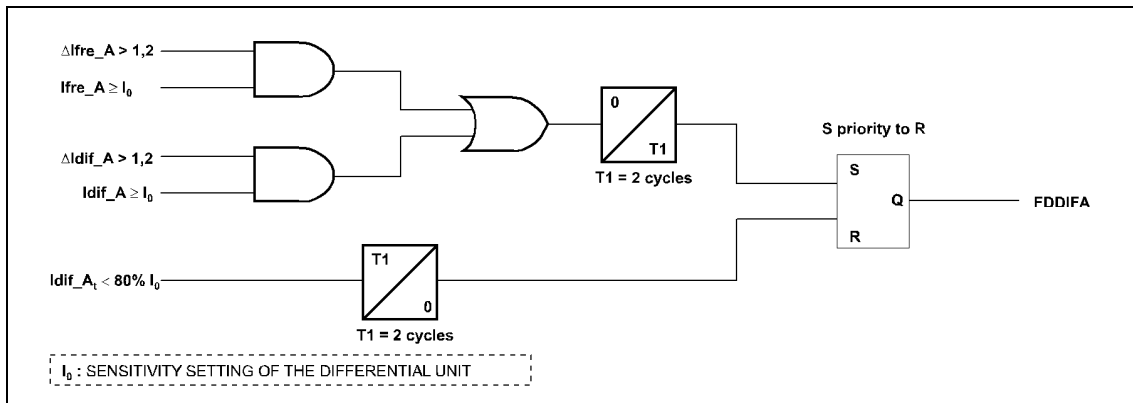 ΔIfre_A > 1,2
Ifre_A ≥ I₀
ΔIdif_A > 1,2
Idif_A ≥ I₀
0
T1
T1 = 2 cycles
S priority to R
S
Q
R
FDDIFA
Idif_Aₜ < 80% I₀
T1
0
T1 = 2 cycles
I₀ : SENSITIVITY SETTING OF THE DIFFERENTIAL UNIT